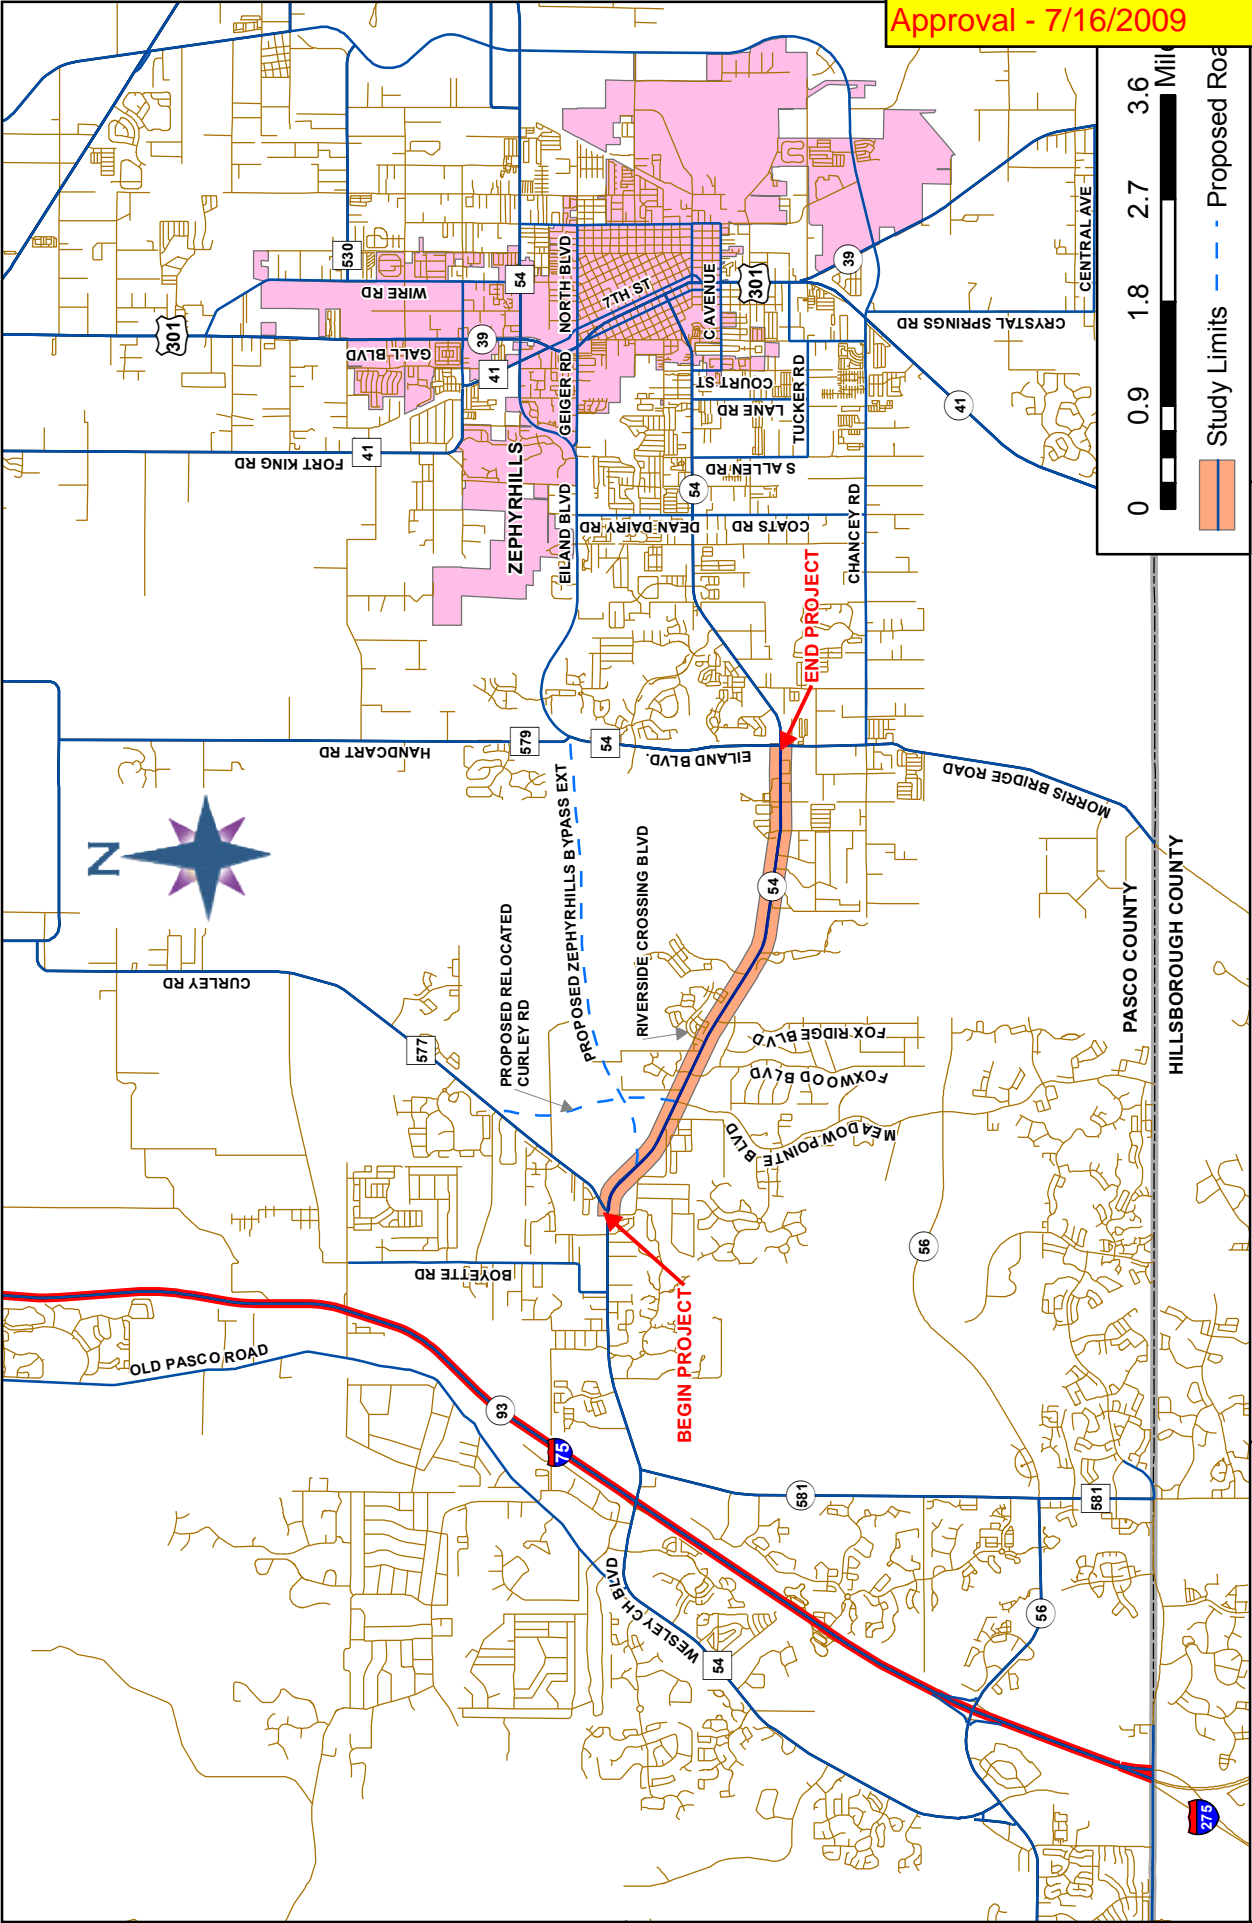 Approval - 7/16/2009
0 0.9 1.8 2.7 3.6
Mile
Study Limits
Proposed Roa
N
ZEPHYRHILLS
BEGIN PROJECT
END PROJECT
PASCO COUNTY
HILLSBOROUGH COUNTY
OLD PASCO ROAD
93
75
275
BOYETTE RD
CURLEY RD
577
PROPOSED RELOCATED
CURLEY RD
PROPOSED ZEPHYRHILLS BYPASS EXT
RIVERSIDE CROSSING BLVD
FOX RIDGE BLVD
FOXWOOD BLVD
MEADOW POINTE BLVD
WESLEY CH BLVD
54
581
581
56
56
54
HANDCART RD
579
54
EILAND BLVD.
MORRIS BRIDGE ROAD
EILAND BLVD
DEAN DAIRY RD
COATS RD
CHANCEY RD
S ALLEN RD
54
TUCKER RD
LANE RD
COURT ST
C AVENUE
7TH ST
GEIGER RD
NORTH BLVD
FORT KING RD
41
GALL BLVD
41
39
301
WIRE RD
530
54
301
39
41
CRYSTAL SPRINGS RD
CENTRAL AVE